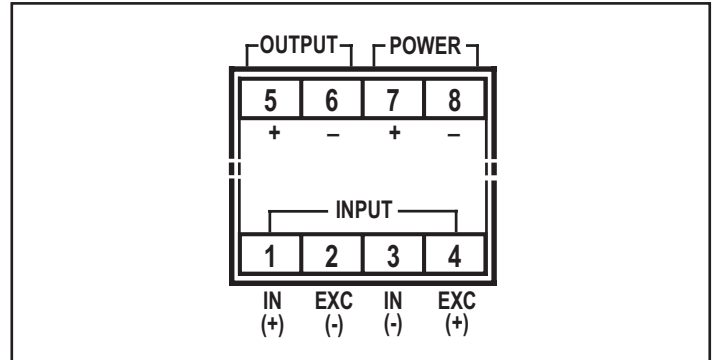 OUTPUT POWER
5 6 7 8
+ – + –
INPUT
1 2 3 4
IN EXC IN EXC
(+) (-) (-) (+)